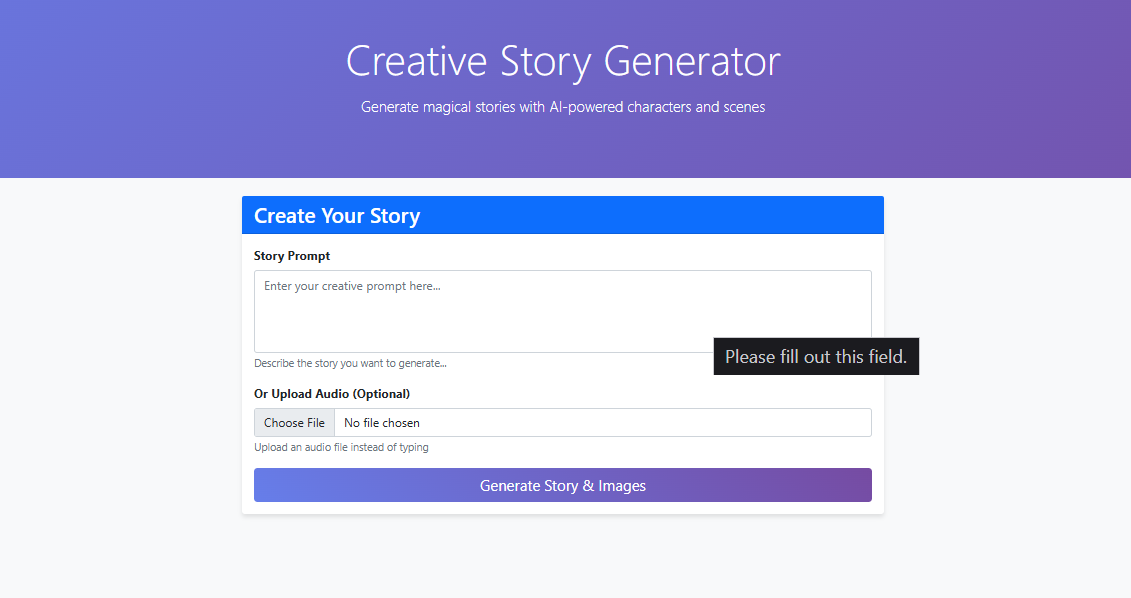 Creative Story Generator
Generate magical stories with AI-powered characters and scenes
Create Your Story
Story Prompt
Enter your creative prompt here...
Please fill out this field.
Describe the story you want to generate...
Or Upload Audio (Optional)
Choose File No file chosen
Upload an audio file instead of typing
Generate Story & Images